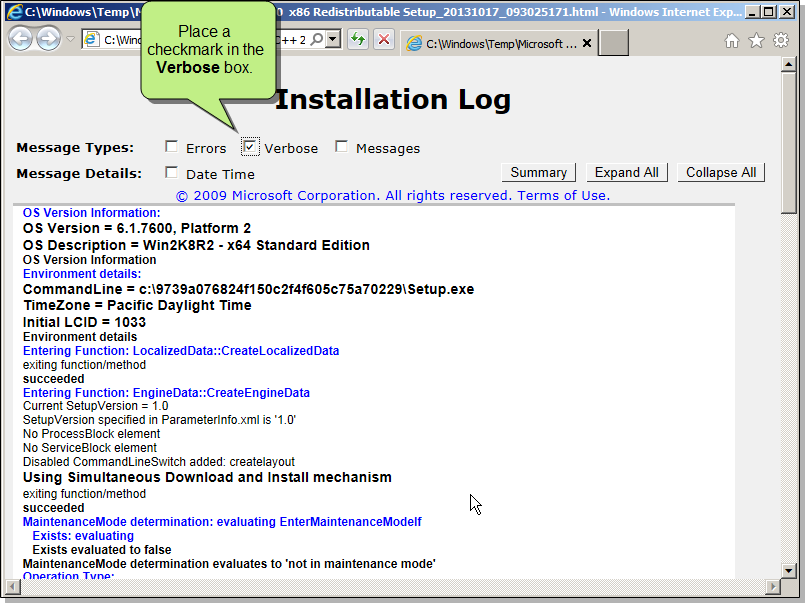 C:\Windows\Temp\M 0 x86 Redistributable Setup_20131017_093025171.html - Windows Internet Exp...
Place a
checkmark in the
Verbose box.
C:\Wind C++ 2
C:\Windows\Temp\Microsoft ...
Installation Log
Message Types: Errors Verbose Messages
Message Details: Date Time Summary Expand All Collapse All
© 2009 Microsoft Corporation. All rights reserved. Terms of Use.
OS Version Information:
OS Version = 6.1.7600, Platform 2
OS Description = Win2K8R2 - x64 Standard Edition
OS Version Information
Environment details:
CommandLine = c:\9739a076824f150c2f4f605c75a70229\Setup.exe
TimeZone = Pacific Daylight Time
Initial LCID = 1033
Environment details
Entering Function: LocalizedData::CreateLocalizedData
exiting function/method
succeeded
Entering Function: EngineData::CreateEngineData
Current SetupVersion = 1.0
SetupVersion specified in ParameterInfo.xml is '1.0'
No ProcessBlock element
No ServiceBlock element
Disabled CommandLineSwitch added: createlayout
Using Simultaneous Download and Install mechanism
exiting function/method
succeeded
MaintenanceMode determination: evaluating EnterMaintenanceModeIf
Exists: evaluating
Exists evaluated to false
MaintenanceMode determination evaluates to 'not in maintenance mode'
Operation Type: